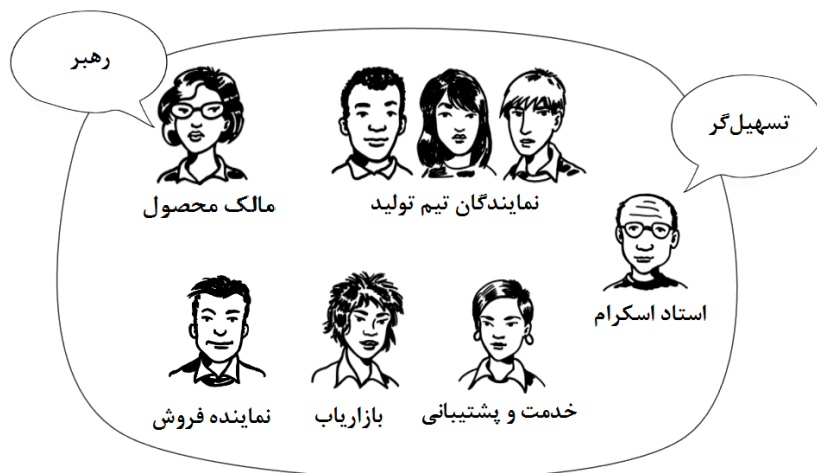 رهبر
تسهیل‌گر
نمایندگان تیم تولید
مالک محصول
استاد اسکرام
خدمت و پشتیبانی
بازاریاب
نماینده فروش